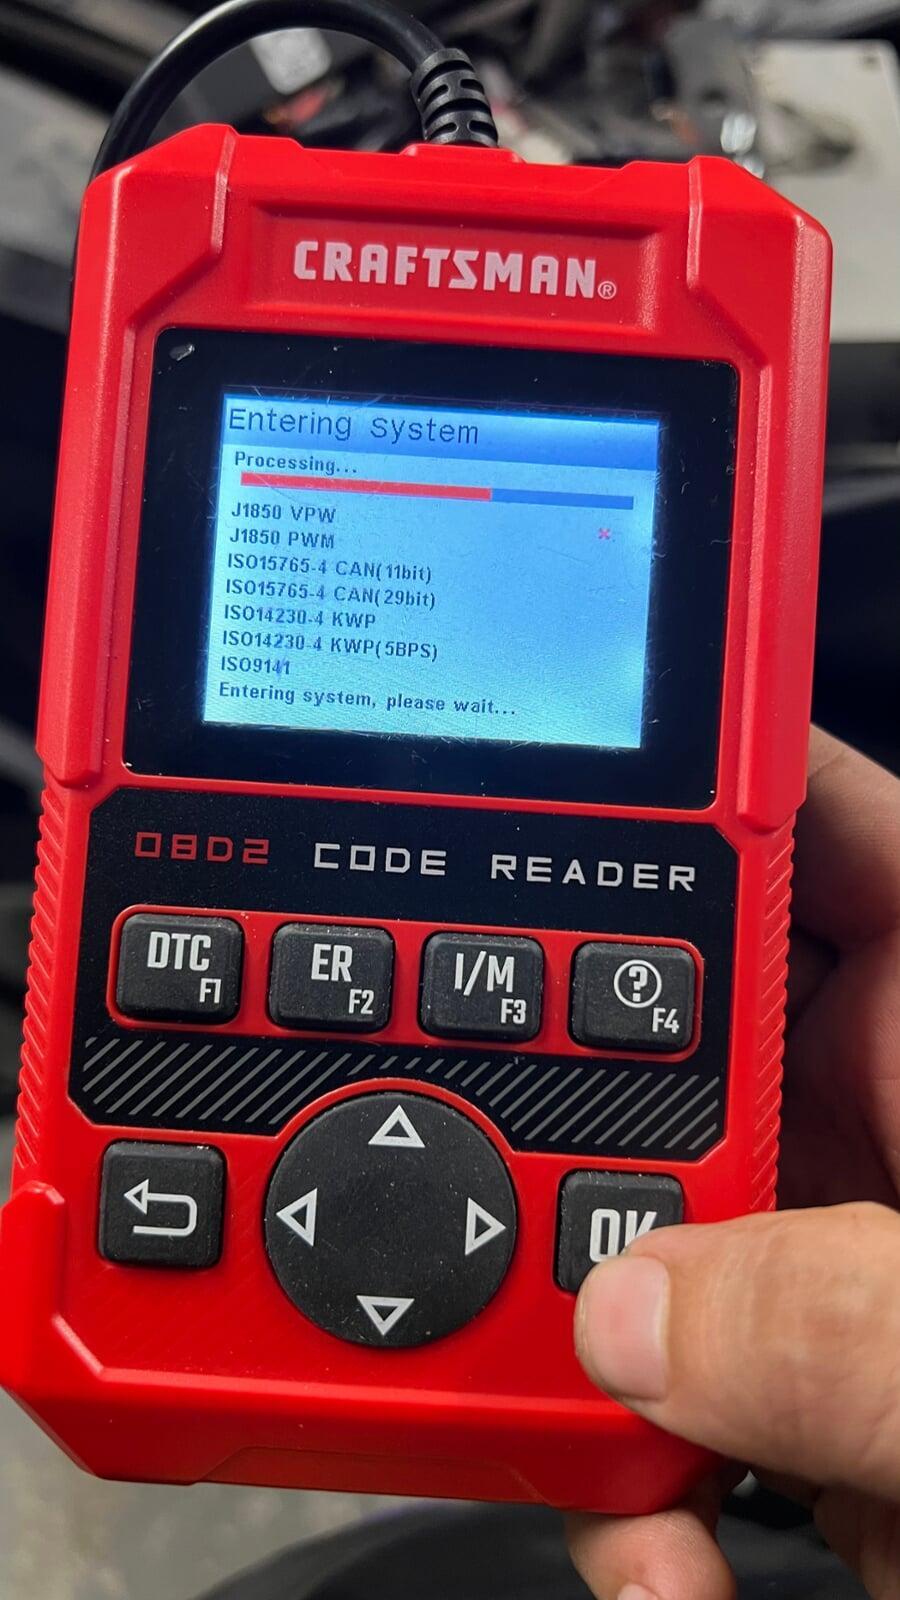 CRAFTSMAN®
Entering System
Processing...
J1850 VPW
J1850 PWM
ISO15765-4 CAN(11bit)
ISO15765-4 CAN(29bit)
ISO14230-4 KWP
ISO14230-4 KWP(5BPS)
ISO9141
Entering system, please wait...
OBD2 CODE READER
DTC F1
ER F2
I/M F3
? F4
OK